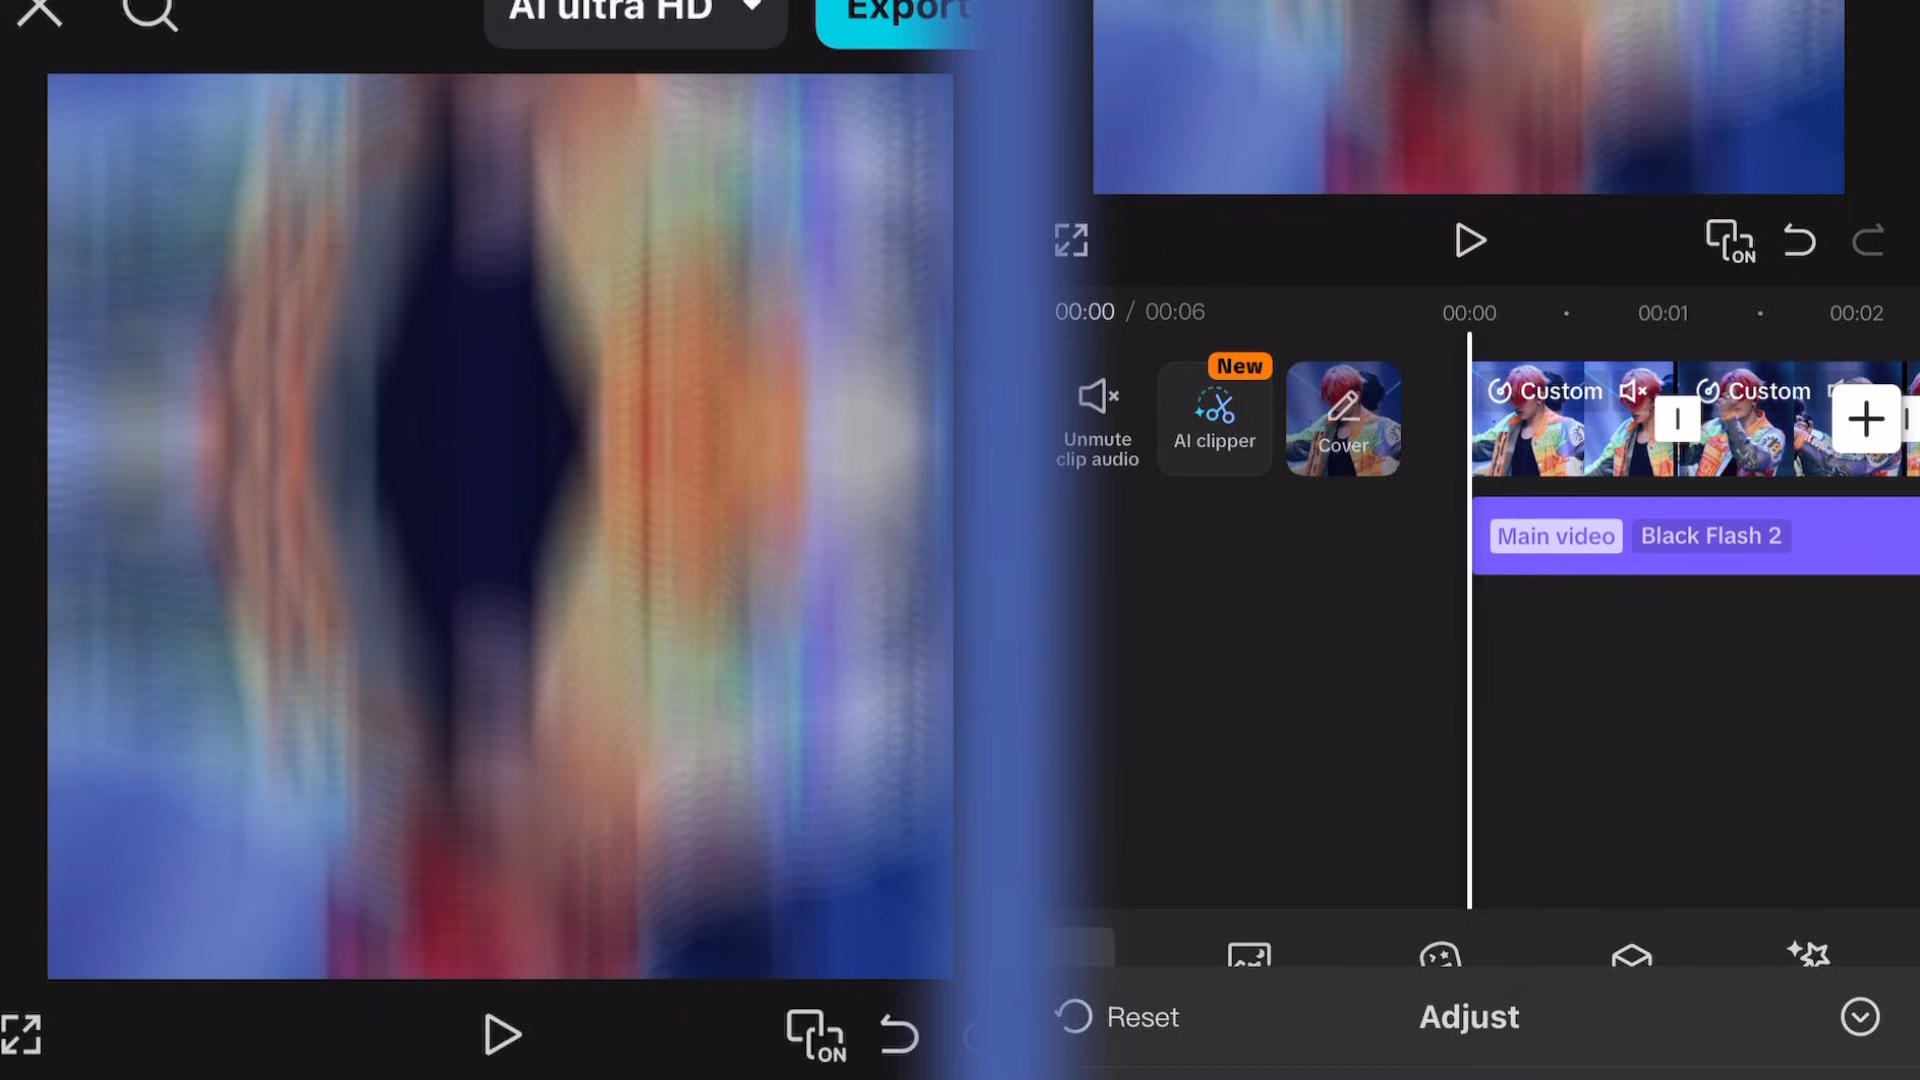 AI ultra HD
Export
ON
ON
00:00 / 00:06
00:00
00:01
00:02
New
Unmute
clip audio
AI clipper
Cover
Custom
Custom
Main video
Black Flash 2
Reset
Adjust